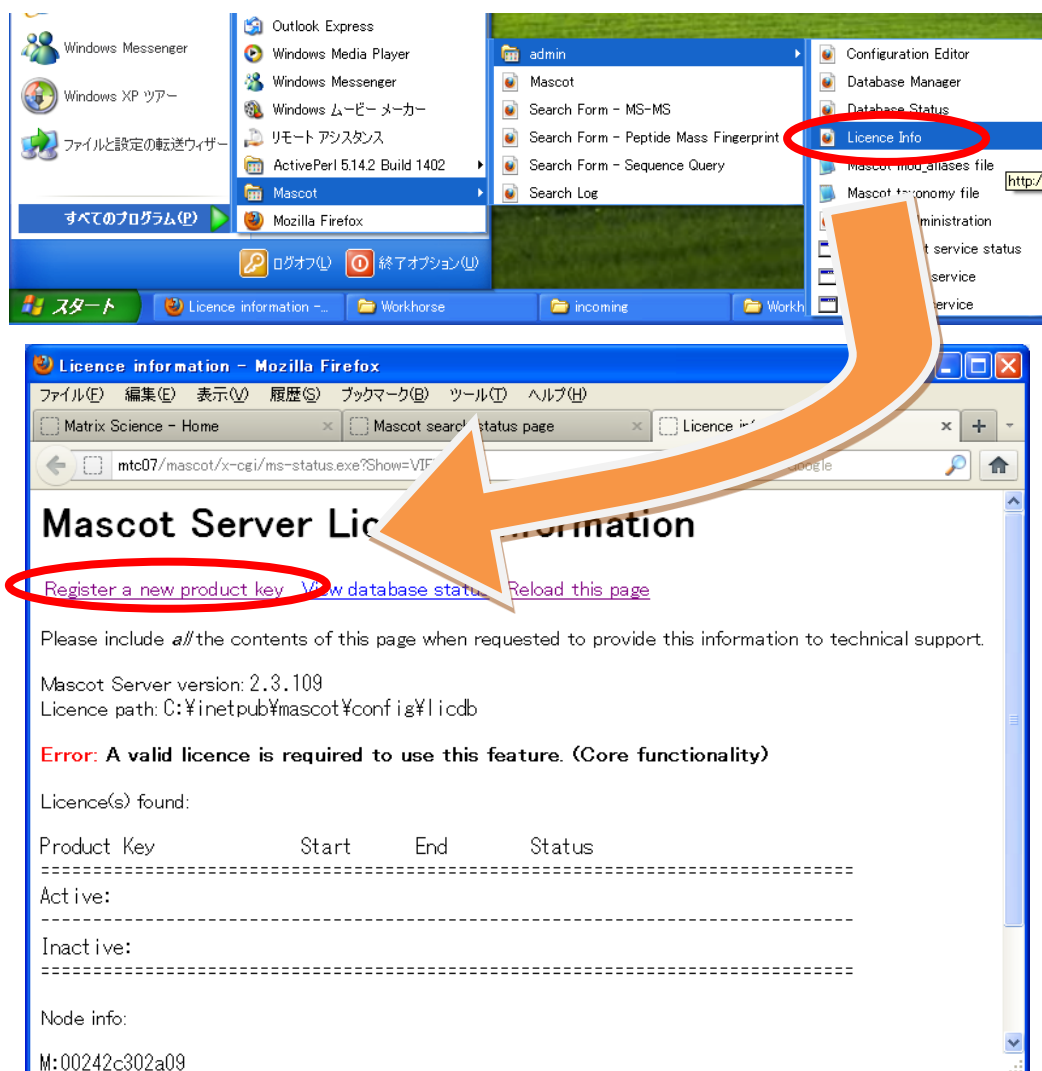 Outlook Express
Windows Messenger
Windows Media Player
admin
Configuration Editor
Windows Messenger
Mascot
Database Manager
Windows XP ツアー
Windows ムービー メーカー
Search Form - MS-MS
Database Status
ファイルと設定の転送ウィザー
リモート アシスタンス
Search Form - Peptide Mass Fingerprint
Licence Info
ActivePerl 5.14.2 Build 1402
Search Form - Sequence Query
Mascot mod_aliases file
http:/
Mascot
Search Log
Mascot taxonomy file
すべてのプログラム(P)
Mozilla Firefox
ministration
t service status
ログオフ(L)
終了オプション(U)
service
スタート
Licence information -...
Workhorse
incoming
Workh
ervice
Licence information - Mozilla Firefox
ファイル(F) 編集(E) 表示(V) 履歴(S) ブックマーク(B) ツール(T) ヘルプ(H)
Matrix Science - Home
Mascot search status page
Licence
mtc07/mascot/x-cgi/ms-status.exe?Show=
Mascot Server Lic ormation
Register a new product key View database status Reload this page
Please include all the contents of this page when requested to provide this information to technical support.
Mascot Server version: 2.3.109
Licence path: C:¥inetpub¥mascot¥config¥licdb
Error: A valid licence is required to use this feature. (Core functionality)
Licence(s) found:
Product Key Start End Status
======================================================================
Active:
----------------------------------------------------------------------
Inactive:
======================================================================
Node info:
M:00242c302a09